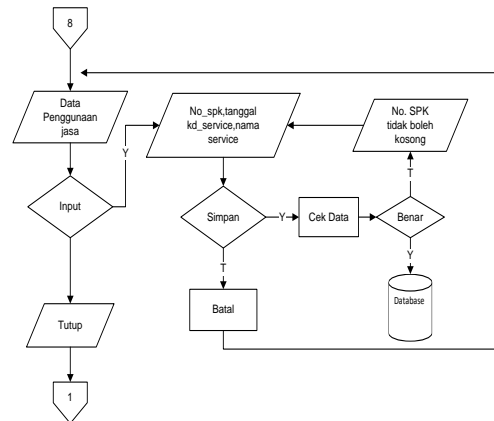 8
Data
Penggunaan
jasa
Y
No_spk,tanggal
kd_service,nama
service
No. SPK
tidak boleh
kosong
T
Input
Simpan
Y
Cek Data
Benar
T
Y
Batal
Database
Tutup
1